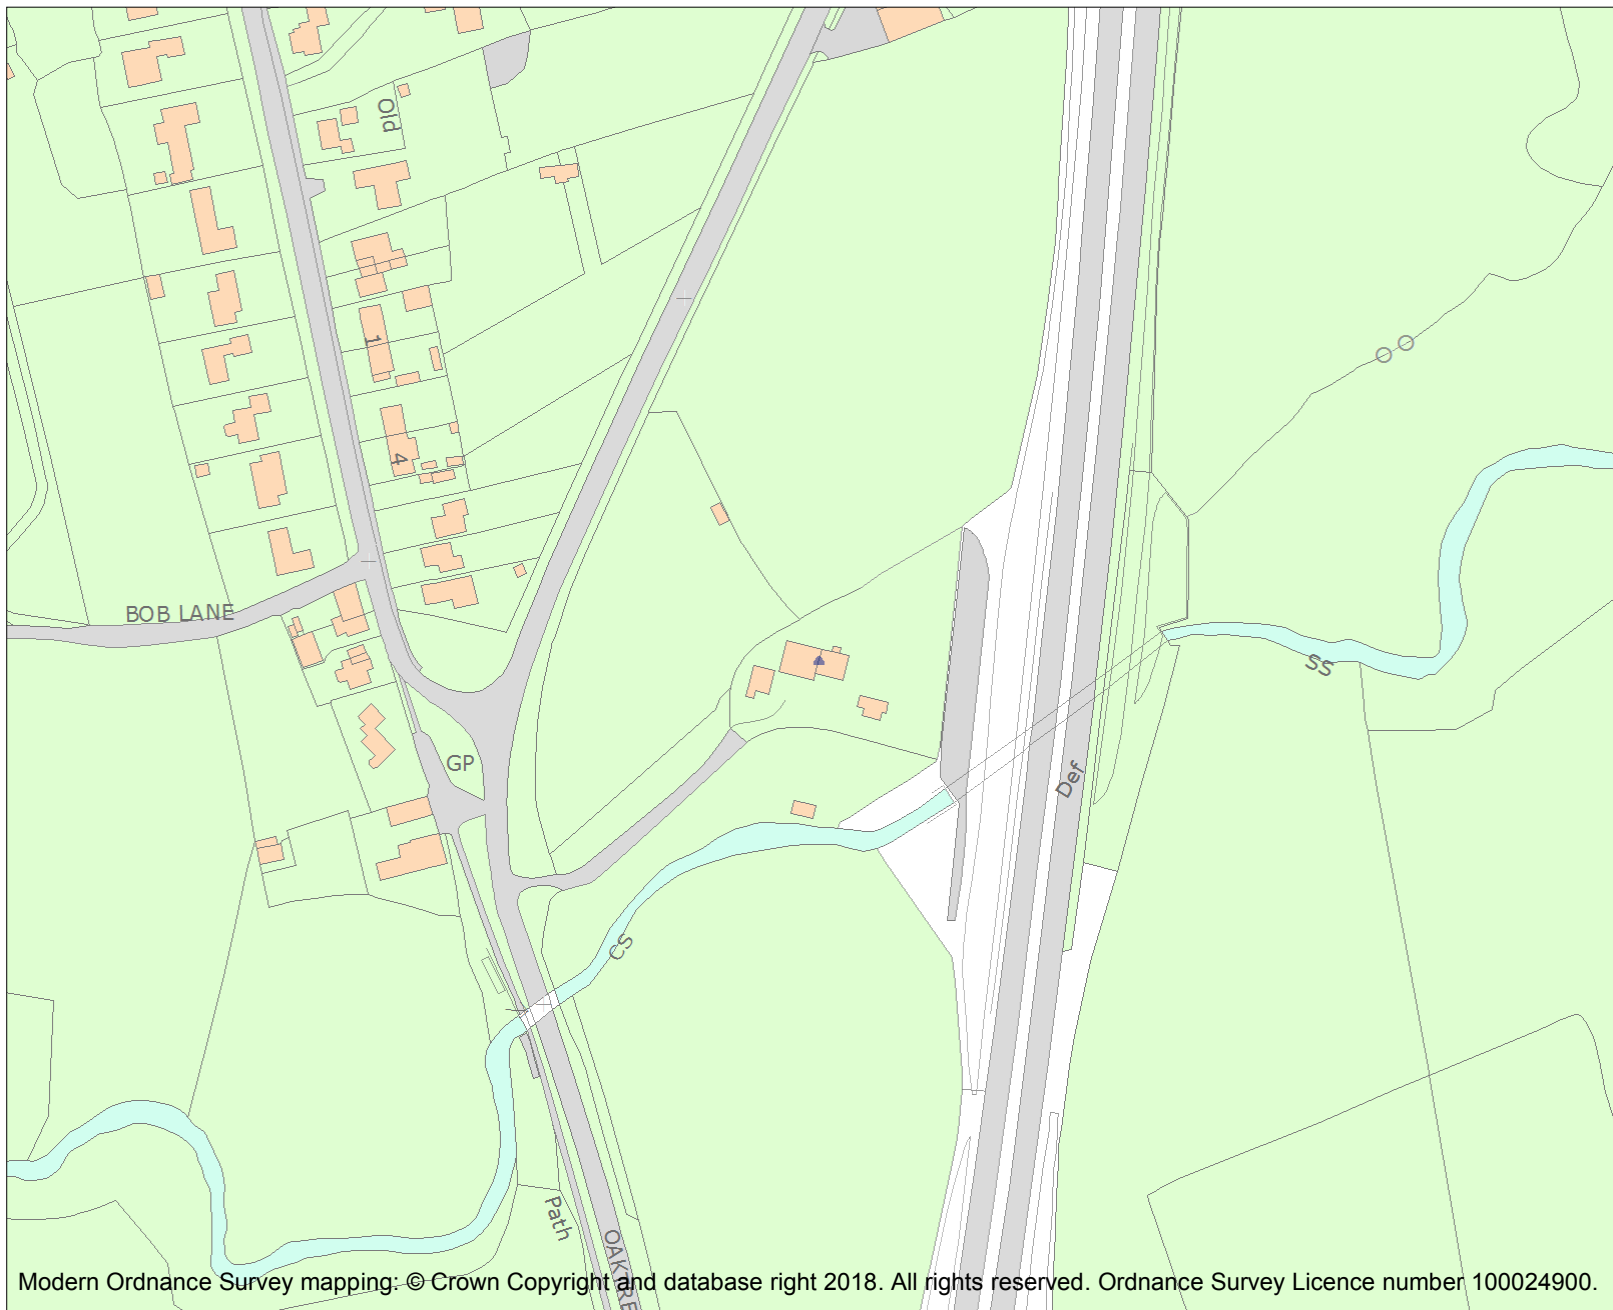 Old
1
O O
4
BOB LANE
SS
GP
Def
CS
Path
OAKTRE
Modern Ordnance Survey mapping: © Crown Copyright and database right 2018. All rights reserved. Ordnance Survey Licence number 100024900.